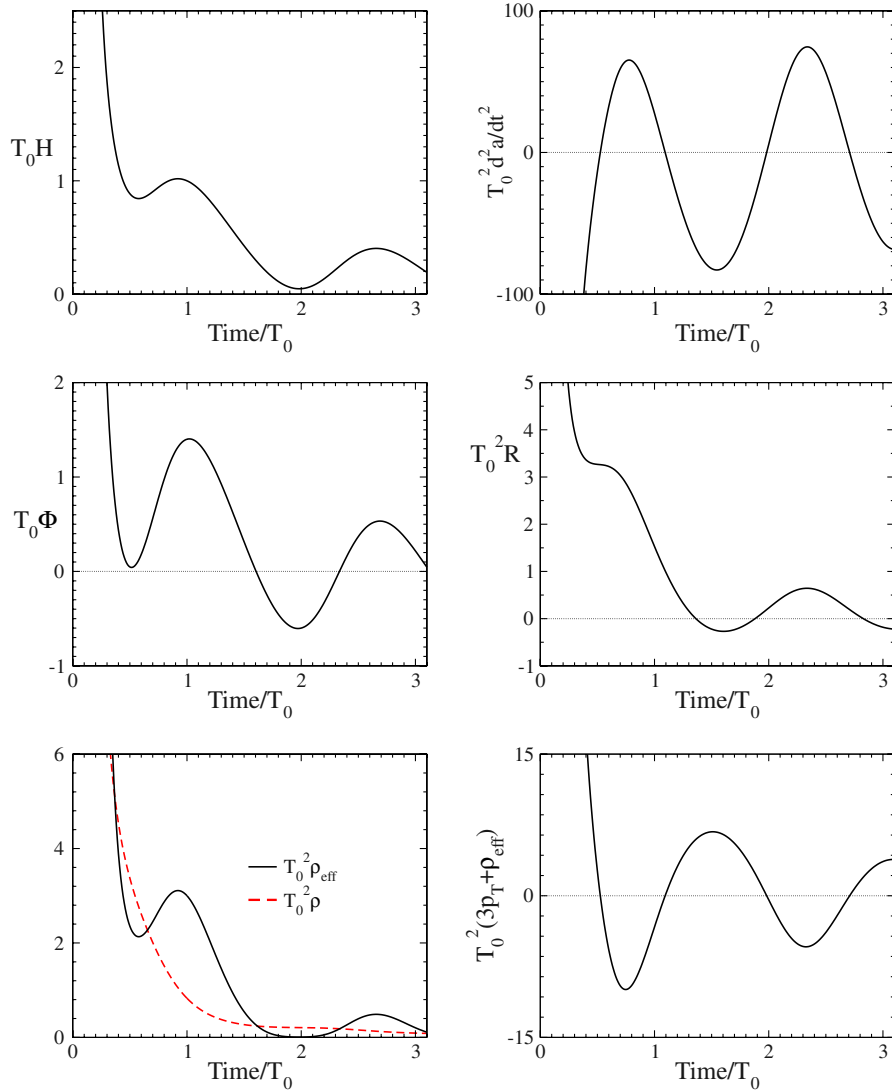 2
1
0
T₀H
0 1 2 3
Time/T₀
100
0
-100
T₀²d²a/dt²
0 1 2 3
Time/T₀
2
1
0
-1
T₀Φ
0 1 2 3
Time/T₀
5
4
3
2
1
0
-1
T₀²R
0 1 2 3
Time/T₀
6
4
2
0
T₀²ρeff
T₀²ρ
0 1 2 3
Time/T₀
15
0
-15
T₀²(3p_T+ρeff)
0 1 2 3
Time/T₀